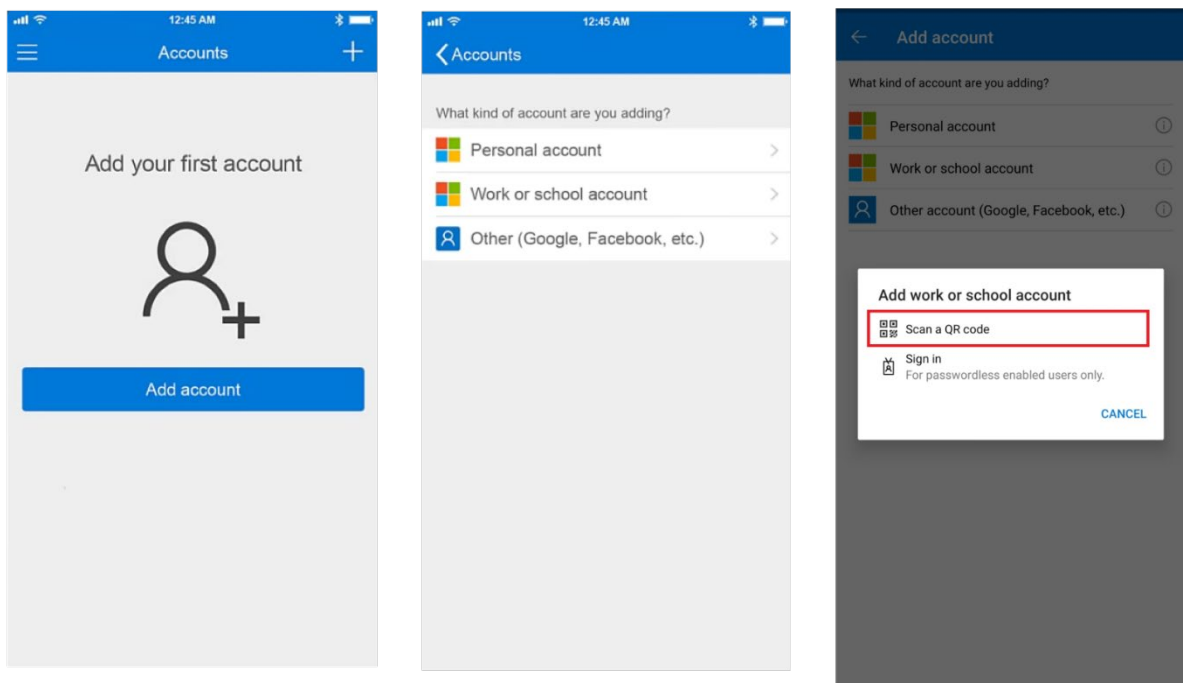 12:45 AM
Accounts
Add your first account
Add account
12:45 AM
Accounts
What kind of account are you adding?
Personal account
Work or school account
Other (Google, Facebook, etc.)
Add account
What kind of account are you adding?
Personal account
Work or school account
Other account (Google, Facebook, etc.)
Add work or school account
Scan a QR code
Sign in
For passwordless enabled users only.
CANCEL